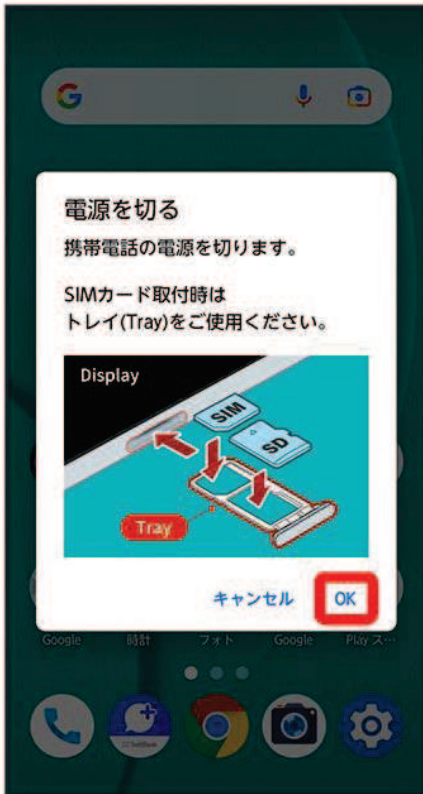 電源を切る
携帯電話の電源を切ります。
SIMカード取付時は
トレイ(Tray)をご使用ください。
Display
SIM
SD
Tray
キャンセル
OK
Google
時計
フォト
Google
Play ス…